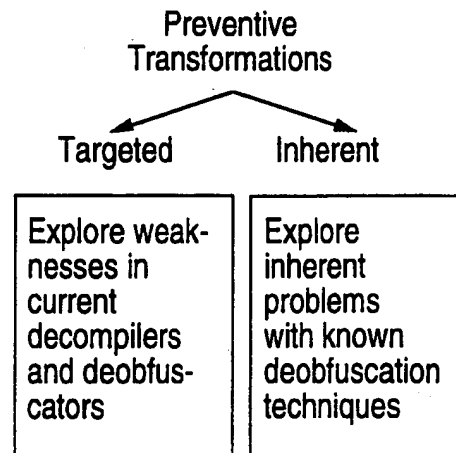 Preventive
Transformations
Targeted
Inherent
Explore weak-
nesses in
current
decompilers
and deobfus-
cators
Explore
inherent
problems
with known
deobfuscation
techniques